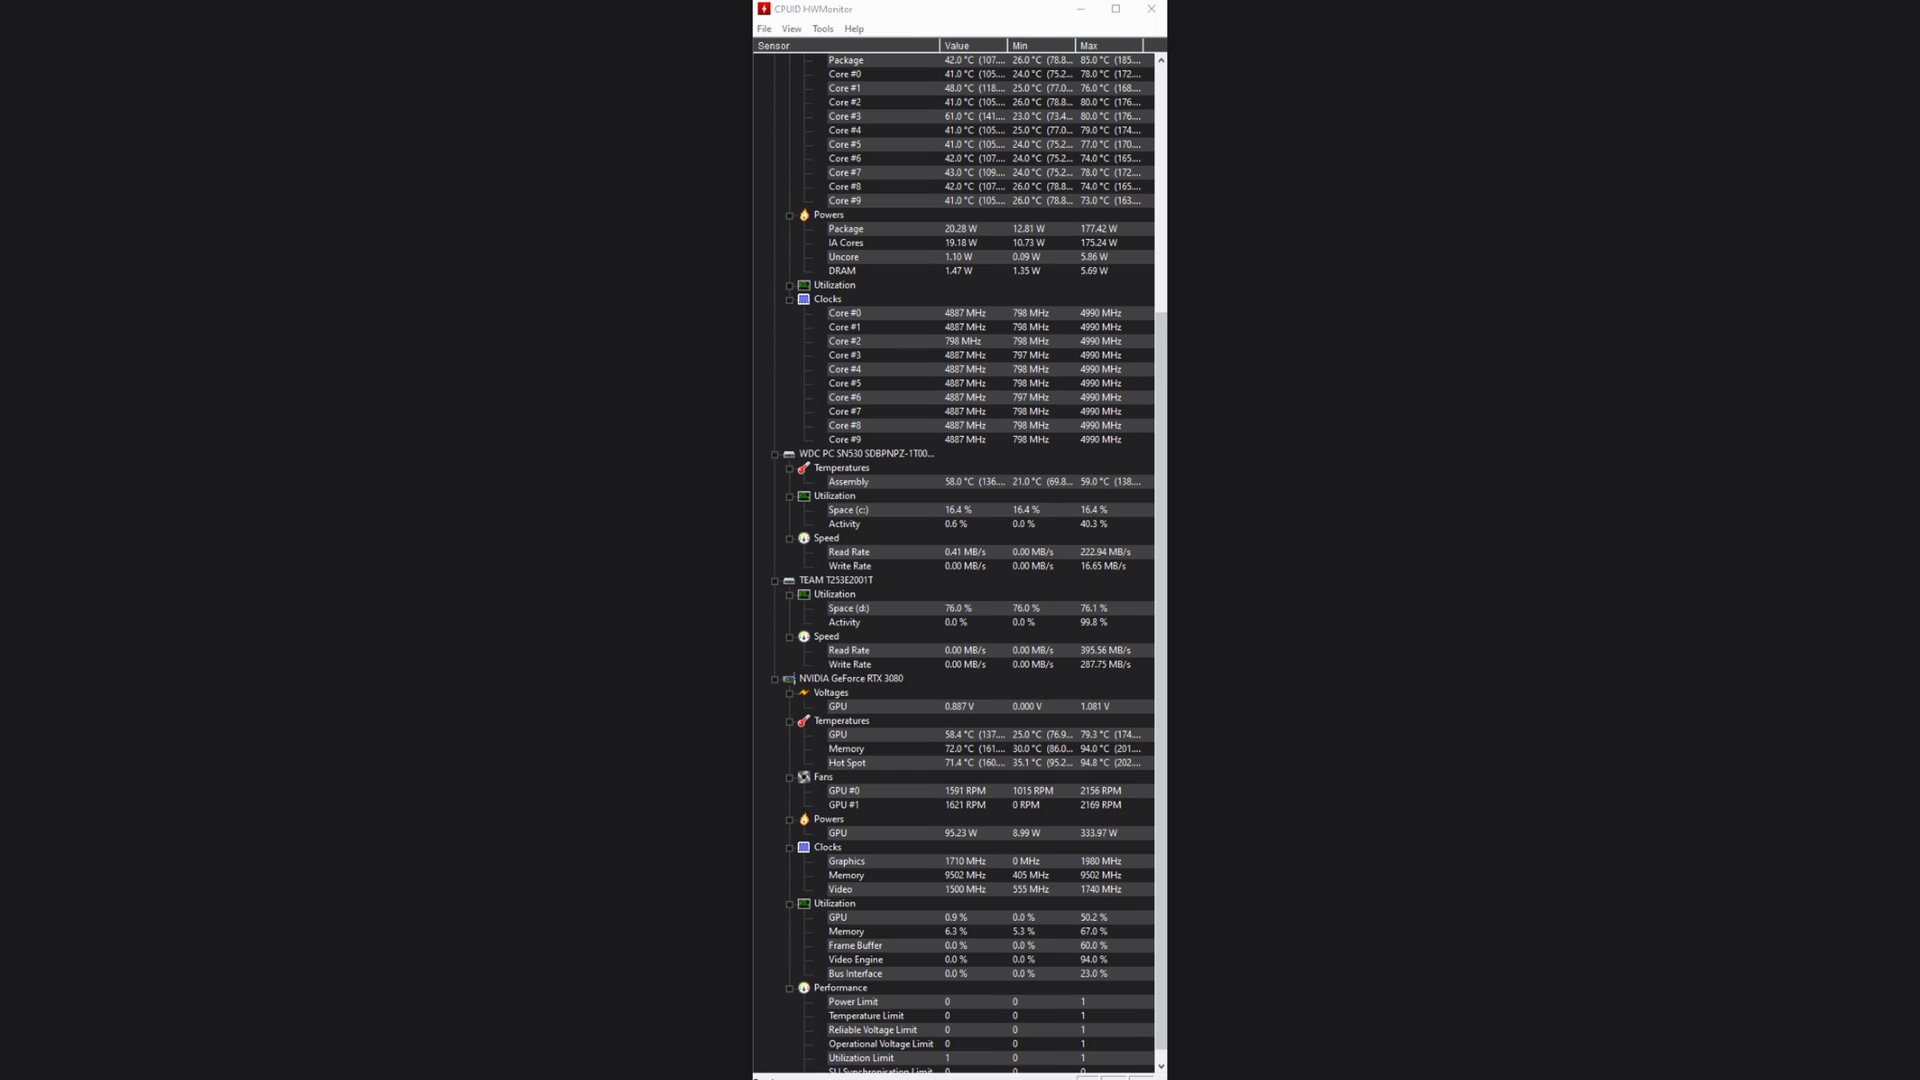 CPUID HWMonitor
File View Tools Help
Sensor Value Min Max
Package 42.0 °C (107.... 26.0 °C (78.8... 85.0 °C (185....
Core #0 41.0 °C (105.... 24.0 °C (75.2... 78.0 °C (172....
Core #1 48.0 °C (118.... 25.0 °C (77.0... 76.0 °C (168....
Core #2 41.0 °C (105.... 26.0 °C (78.8... 80.0 °C (176....
Core #3 61.0 °C (141.... 23.0 °C (73.4... 80.0 °C (176....
Core #4 41.0 °C (105.... 25.0 °C (77.0... 79.0 °C (174....
Core #5 41.0 °C (105.... 24.0 °C (75.2... 77.0 °C (170....
Core #6 42.0 °C (107.... 24.0 °C (75.2... 74.0 °C (165....
Core #7 43.0 °C (109.... 24.0 °C (75.2... 78.0 °C (172....
Core #8 42.0 °C (107.... 26.0 °C (78.8... 74.0 °C (165....
Core #9 41.0 °C (105.... 26.0 °C (78.8... 73.0 °C (163....
Powers
Package 20.28 W 12.81 W 177.42 W
IA Cores 19.18 W 10.73 W 175.24 W
Uncore 1.10 W 0.09 W 5.86 W
DRAM 1.47 W 1.35 W 5.69 W
Utilization
Clocks
Core #0 4887 MHz 798 MHz 4990 MHz
Core #1 4887 MHz 798 MHz 4990 MHz
Core #2 798 MHz 798 MHz 4990 MHz
Core #3 4887 MHz 797 MHz 4990 MHz
Core #4 4887 MHz 798 MHz 4990 MHz
Core #5 4887 MHz 798 MHz 4990 MHz
Core #6 4887 MHz 797 MHz 4990 MHz
Core #7 4887 MHz 798 MHz 4990 MHz
Core #8 4887 MHz 798 MHz 4990 MHz
Core #9 4887 MHz 798 MHz 4990 MHz
WDC PC SN530 SDBPNPZ-1T00...
Temperatures
Assembly 58.0 °C (136.... 21.0 °C (69.8... 59.0 °C (138....
Utilization
Space (c:) 16.4 % 16.4 % 16.4 %
Activity 0.6 % 0.0 % 40.3 %
Speed
Read Rate 0.41 MB/s 0.00 MB/s 222.94 MB/s
Write Rate 0.00 MB/s 0.00 MB/s 16.65 MB/s
TEAM T253E2001T
Utilization
Space (d:) 76.0 % 76.0 % 76.1 %
Activity 0.0 % 0.0 % 99.8 %
Speed
Read Rate 0.00 MB/s 0.00 MB/s 395.56 MB/s
Write Rate 0.00 MB/s 0.00 MB/s 287.75 MB/s
NVIDIA GeForce RTX 3080
Voltages
GPU 0.887 V 0.000 V 1.081 V
Temperatures
GPU 58.4 °C (137.... 25.0 °C (76.9... 79.3 °C (174....
Memory 72.0 °C (161.... 30.0 °C (86.0... 94.0 °C (201....
Hot Spot 71.4 °C (160.... 35.1 °C (95.2... 94.8 °C (202....
Fans
GPU #0 1591 RPM 1015 RPM 2156 RPM
GPU #1 1621 RPM 0 RPM 2169 RPM
Powers
GPU 95.23 W 8.99 W 333.97 W
Clocks
Graphics 1710 MHz 0 MHz 1980 MHz
Memory 9502 MHz 405 MHz 9502 MHz
Video 1500 MHz 555 MHz 1740 MHz
Utilization
GPU 0.9 % 0.0 % 50.2 %
Memory 6.3 % 5.3 % 67.0 %
Frame Buffer 0.0 % 0.0 % 60.0 %
Video Engine 0.0 % 0.0 % 94.0 %
Bus Interface 0.0 % 0.0 % 23.0 %
Performance
Power Limit 0 0 1
Temperature Limit 0 0 1
Reliable Voltage Limit 0 0 1
Operational Voltage Limit 0 0 1
Utilization Limit 1 0 1
SLI Synchronisation Limit 0 0 0